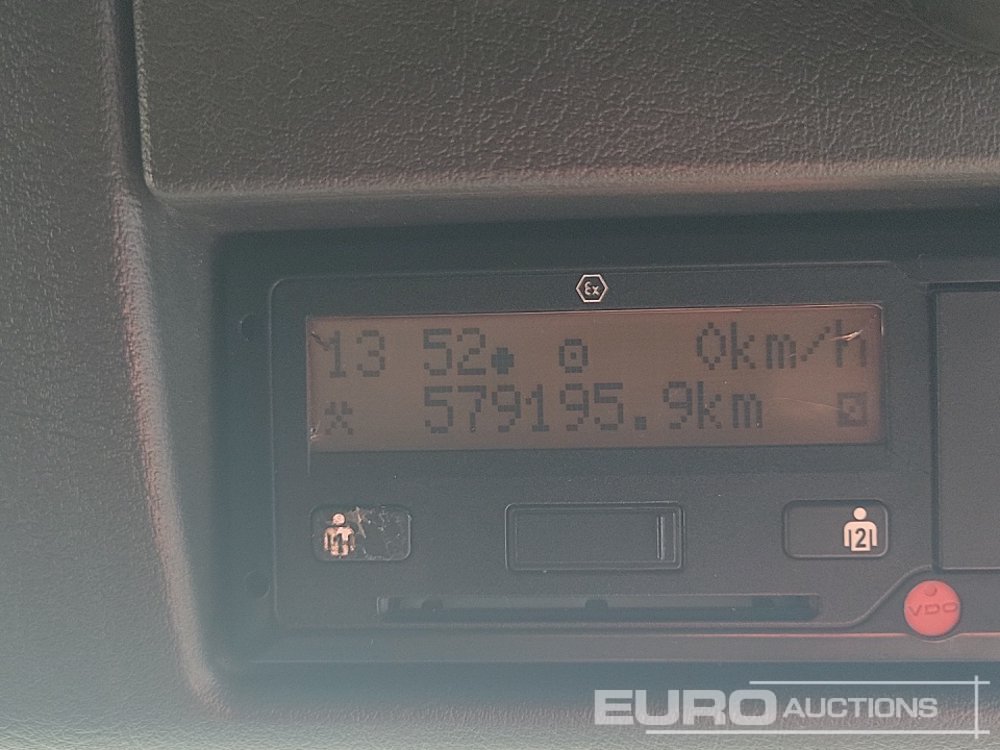 Ex
13 52 0km/h
579195.9km
1 2
VDO
EURO AUCTIONS